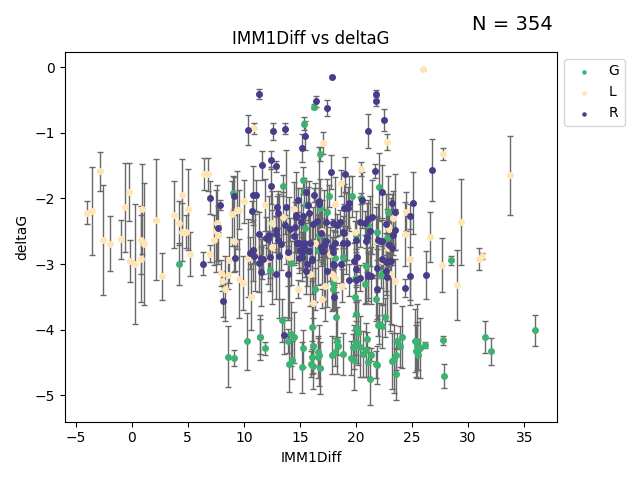 N = 354
IMM1Diff vs deltaG
G
L
R
0
−1
−2
−3
−4
−5
deltaG
−5 0 5 10 15 20 25 30 35
IMM1Diff